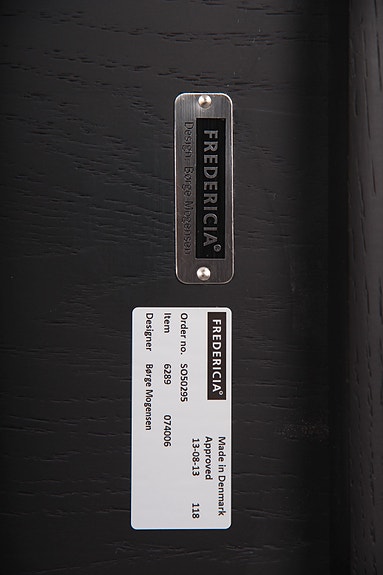 FREDERICIA®
Design: Børge Mogensen
FREDERICIA®
Made in Denmark
Approved
13-08-13 118
Order no. SO50295
Item 6289 074006
Designer Børge Mogensen